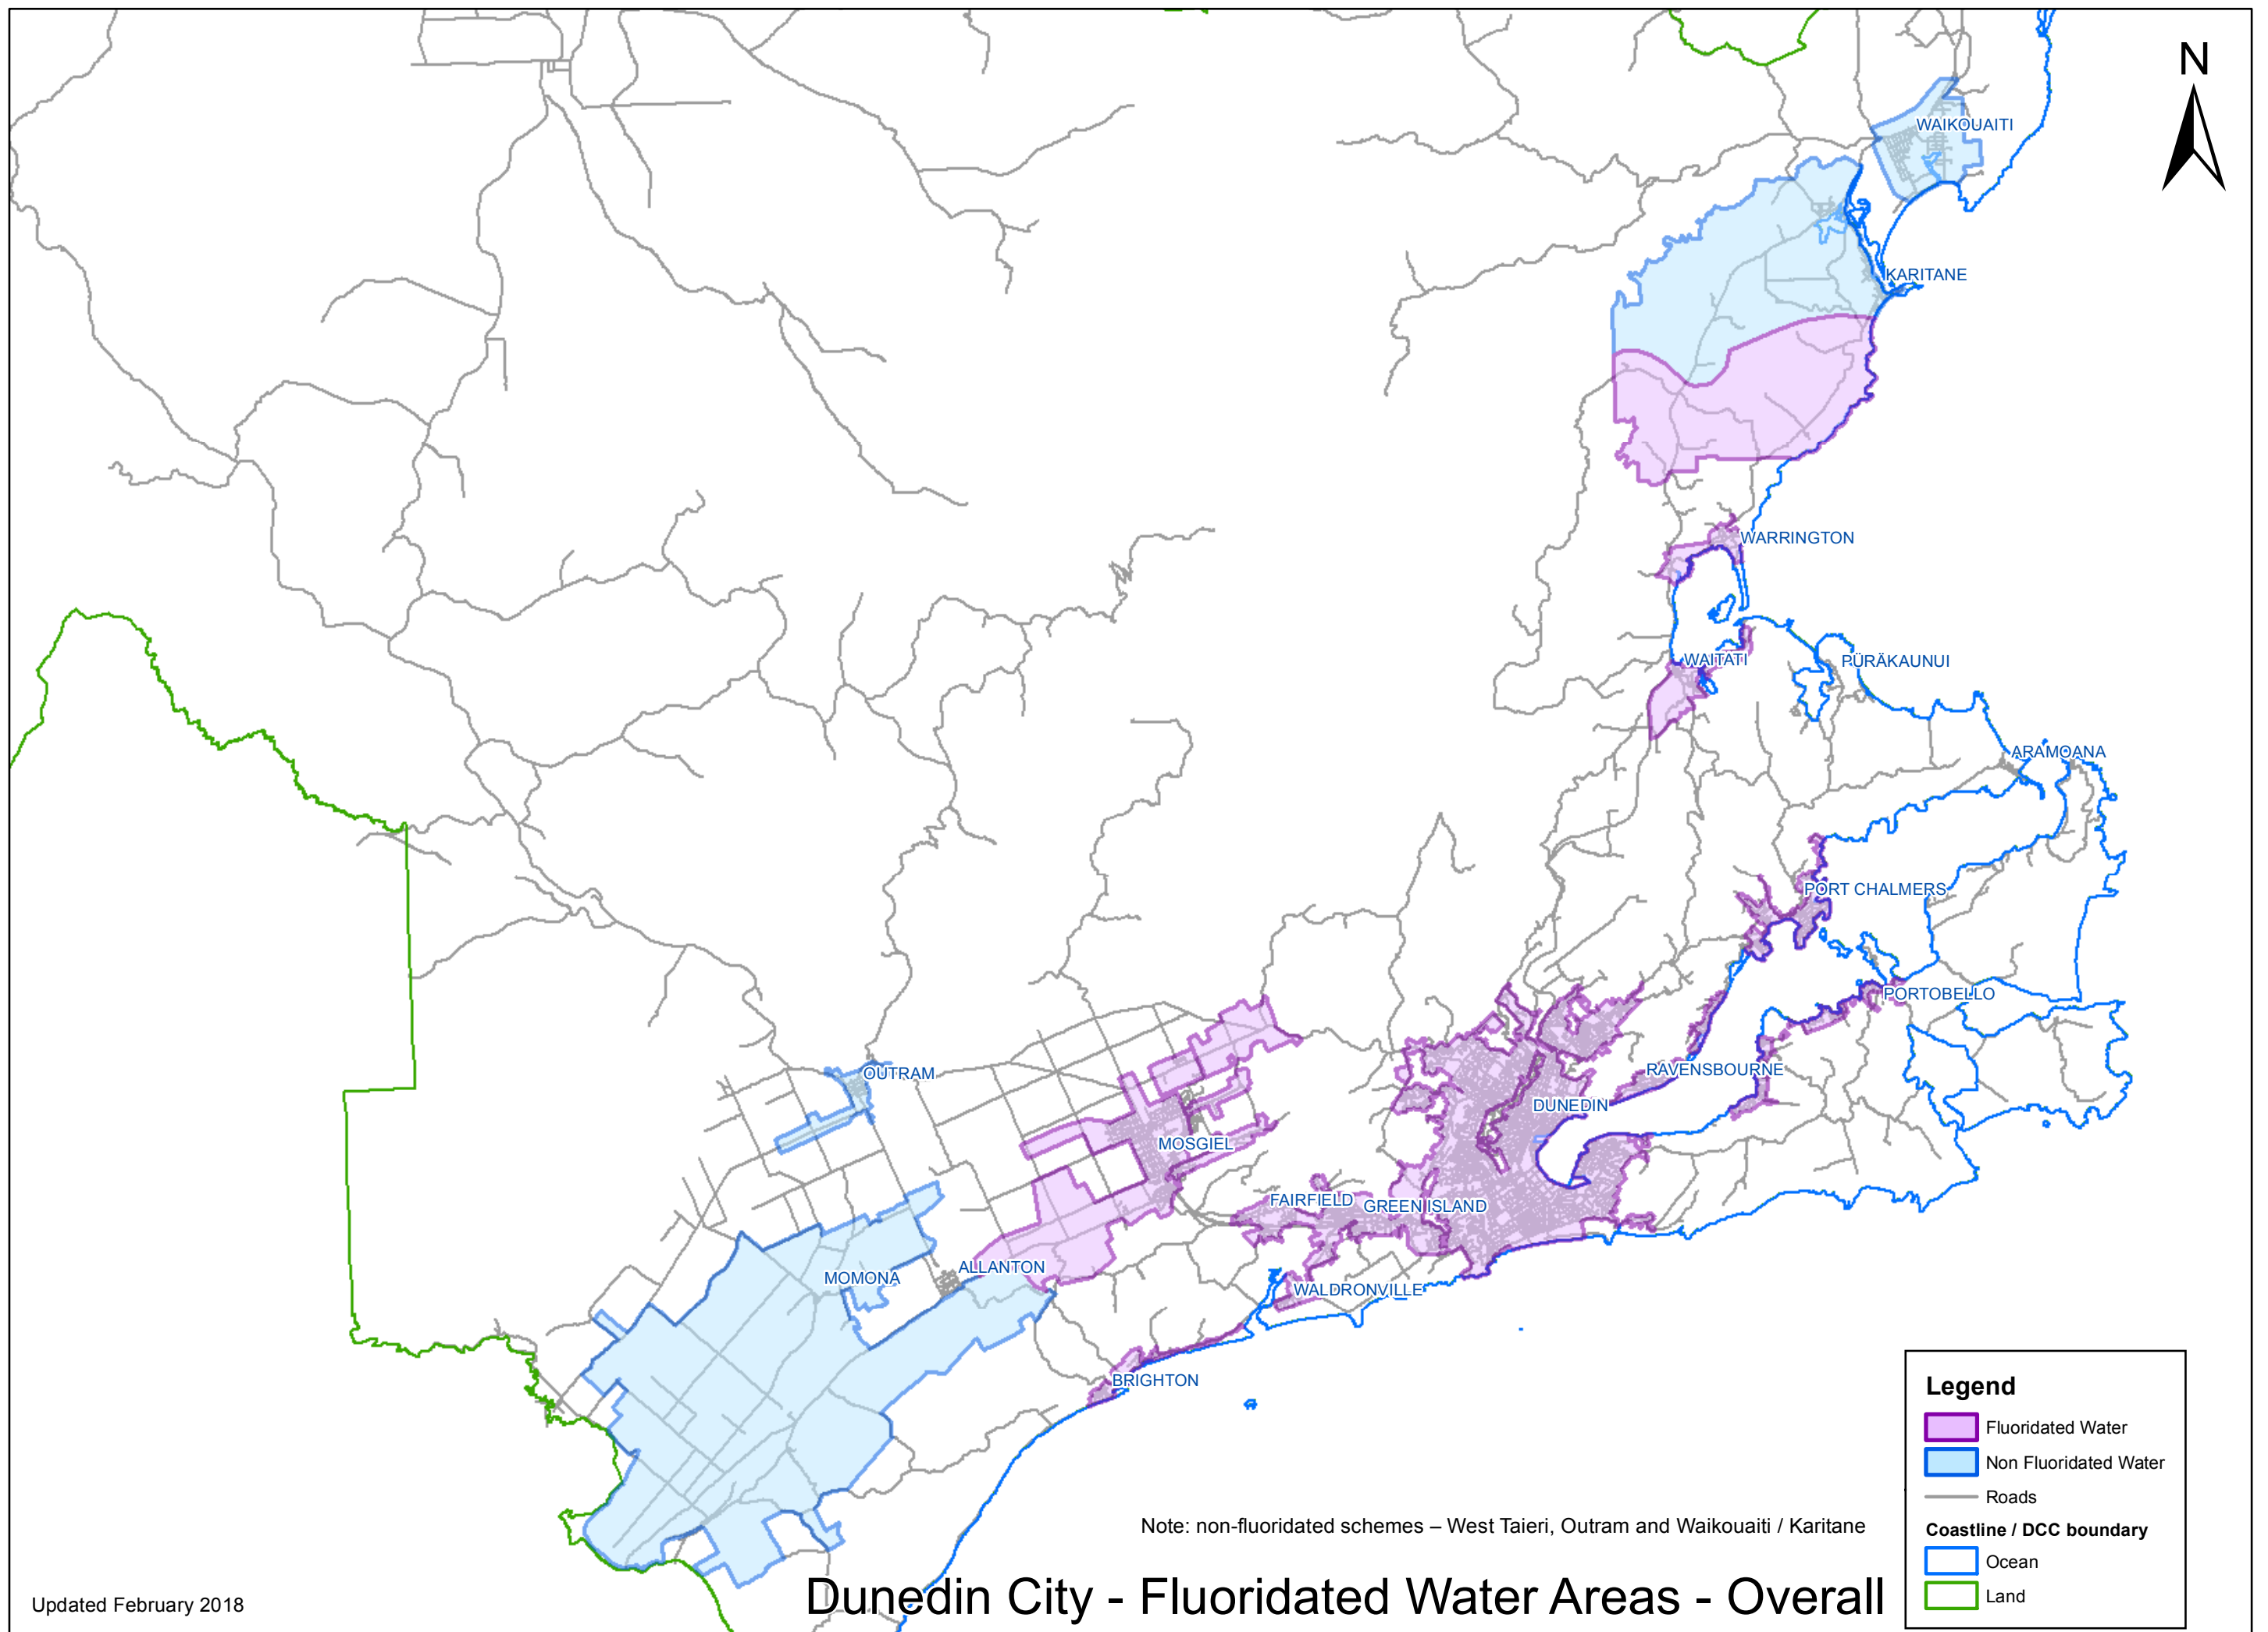 N
WAIKOUAITI
KARITANE
WARRINGTON
WAITATI
PŪRĀKAUNUI
ARAMOANA
PORT CHALMERS
PORTOBELLO
RAVENSBOURNE
DUNEDIN
OUTRAM
MOSGIEL
FAIRFIELD
GREEN ISLAND
ALLANTON
MOMONA
WALDRONVILLE
BRIGHTON
Legend
Fluoridated Water
Non Fluoridated Water
Roads
Coastline / DCC boundary
Ocean
Land
Note: non-fluoridated schemes – West Taieri, Outram and Waikouaiti / Karitane
Dunedin City - Fluoridated Water Areas - Overall
Updated February 2018